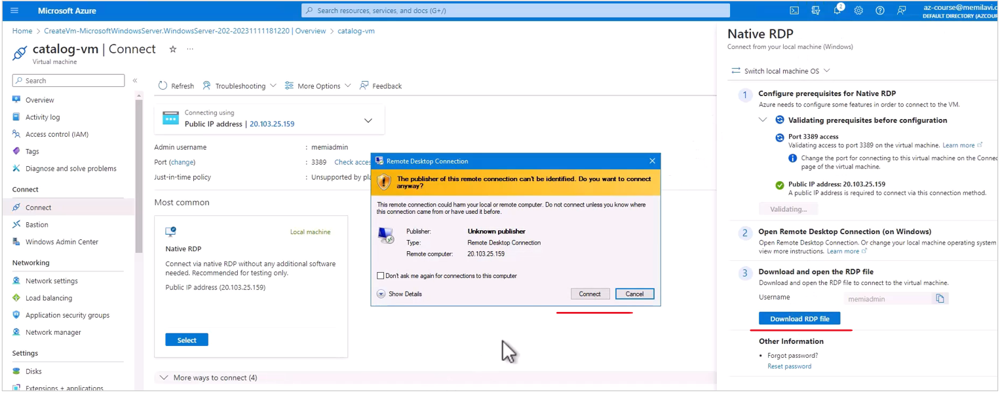 Microsoft Azure
Search resources, services, and docs (G+/)
2
az-course@memilavi.c
DEFAULT DIRECTORY (AZCOUR
Home > CreateVm-MicrosoftWindowsServer.WindowsServer-202-20231111181220 | Overview > catalog-vm
catalog-vm | Connect
Virtual machine
Search
Overview
Activity log
Access control (IAM)
Tags
Diagnose and solve problems
Connect
Connect
Bastion
Windows Admin Center
Networking
Network settings
Load balancing
Application security groups
Network manager
Settings
Disks
Extensions + applications
Refresh
Troubleshooting
More Options
Feedback
Connecting using
Public IP address | 20.103.25.159
Admin username : memiadmin
Port (change) : 3389 Check acces
Just-in-time policy : Unsupported by pla
Most common
Local machine
Native RDP
Connect via native RDP without any additional software
needed. Recommended for testing only.
Public IP address (20.103.25.159)
Select
More ways to connect (4)
Remote Desktop Connection
The publisher of this remote connection can't be identified. Do you want to connect
anyway?
This remote connection could harm your local or remote computer. Do not connect unless you know where
this connection came from or have used it before.
Publisher: Unknown publisher
Type: Remote Desktop Connection
Remote computer: 20.103.25.159
Don't ask me again for connections to this computer
Show Details
Connect
Cancel
Native RDP
Connect from your local machine (Windows)
Switch local machine OS
1 Configure prerequisites for Native RDP
Azure needs to configure some features in order to connect to the VM.
Validating prerequisites before configuration
Port 3389 access
Validating access to port 3389 on the virtual machine. Learn more
Change the port for connecting to this virtual machine on the Connec
page of the virtual machine.
Public IP address: 20.103.25.159
A public IP address is required to connect via this connection method.
Validating...
2 Open Remote Desktop Connection (on Windows)
Open Remote Desktop Connection. Or change your local machine operating system
view more instructions. Learn more
3 Download and open the RDP file
Download and open the RDP file to connect to the virtual machine.
Username
memiadmin
Download RDP file
Other Information
• Forgot password?
Reset password